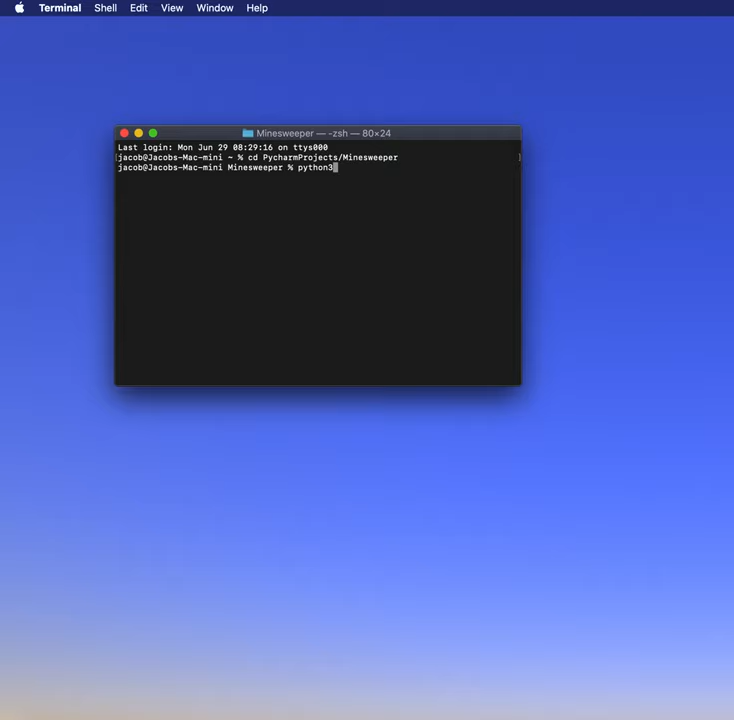 Terminal Shell Edit View Window Help
Minesweeper — -zsh — 80×24
Last login: Mon Jun 29 08:29:16 on ttys000
[jacob@Jacobs-Mac-mini ~ % cd PycharmProjects/Minesweeper ]
jacob@Jacobs-Mac-mini Minesweeper % python3